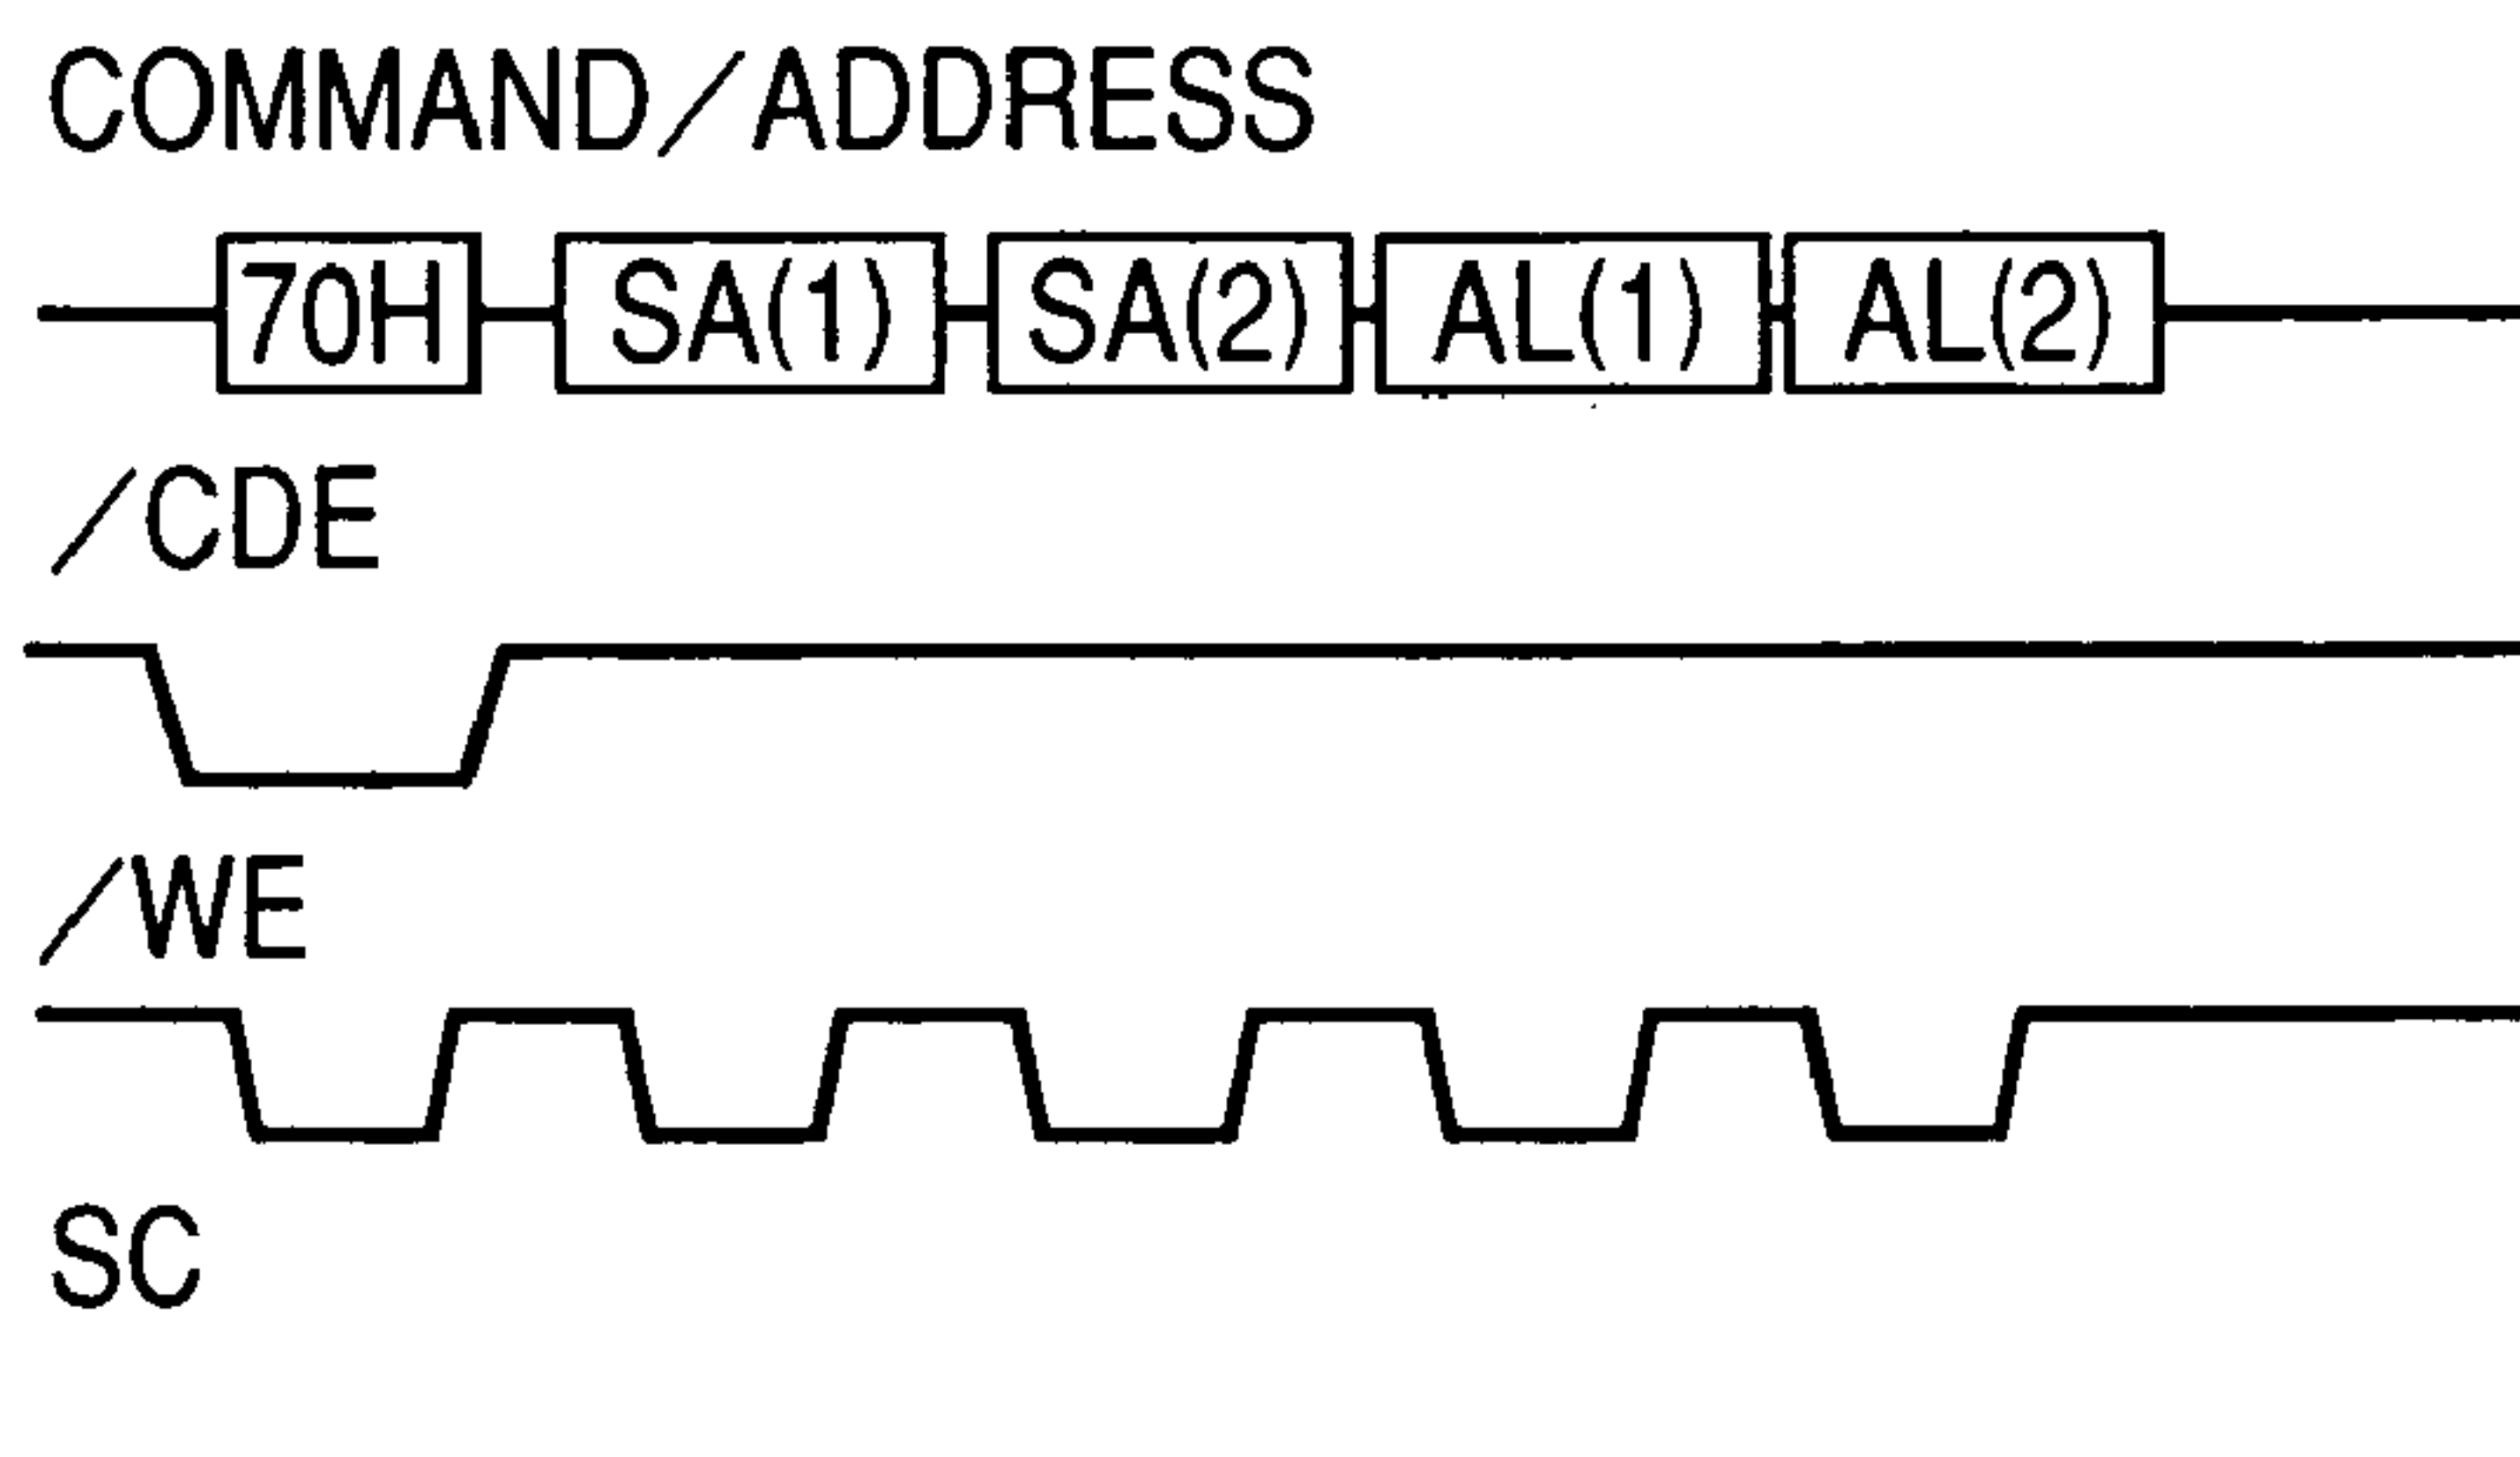 COMMAND/ADDRESS
70H SA(1) SA(2) AL(1) AL(2)
/CDE
/WE
SC